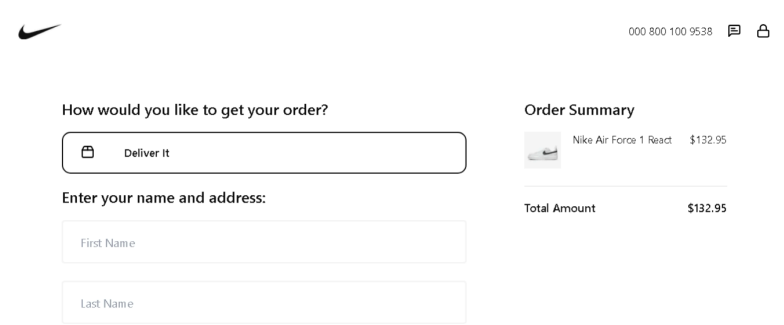 000 800 100 9538
How would you like to get your order?
Deliver It
Enter your name and address:
First Name
Last Name
Order Summary
Nike Air Force 1 React $132.95
Total Amount $132.95